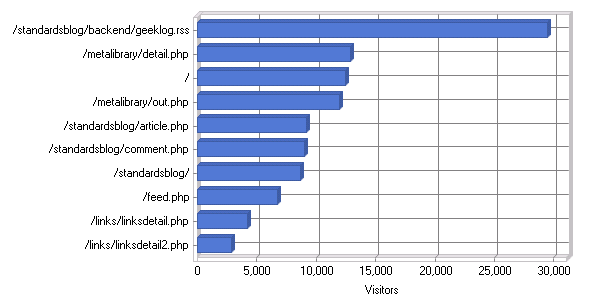 /standardsblog/backend/geeklog.rss
/metalibrary/detail.php
/
/metalibrary/out.php
/standardsblog/article.php
/standardsblog/comment.php
/standardsblog/
/feed.php
/links/linksdetail.php
/links/linksdetail2.php
0 5,000 10,000 15,000 20,000 25,000 30,000
Visitors